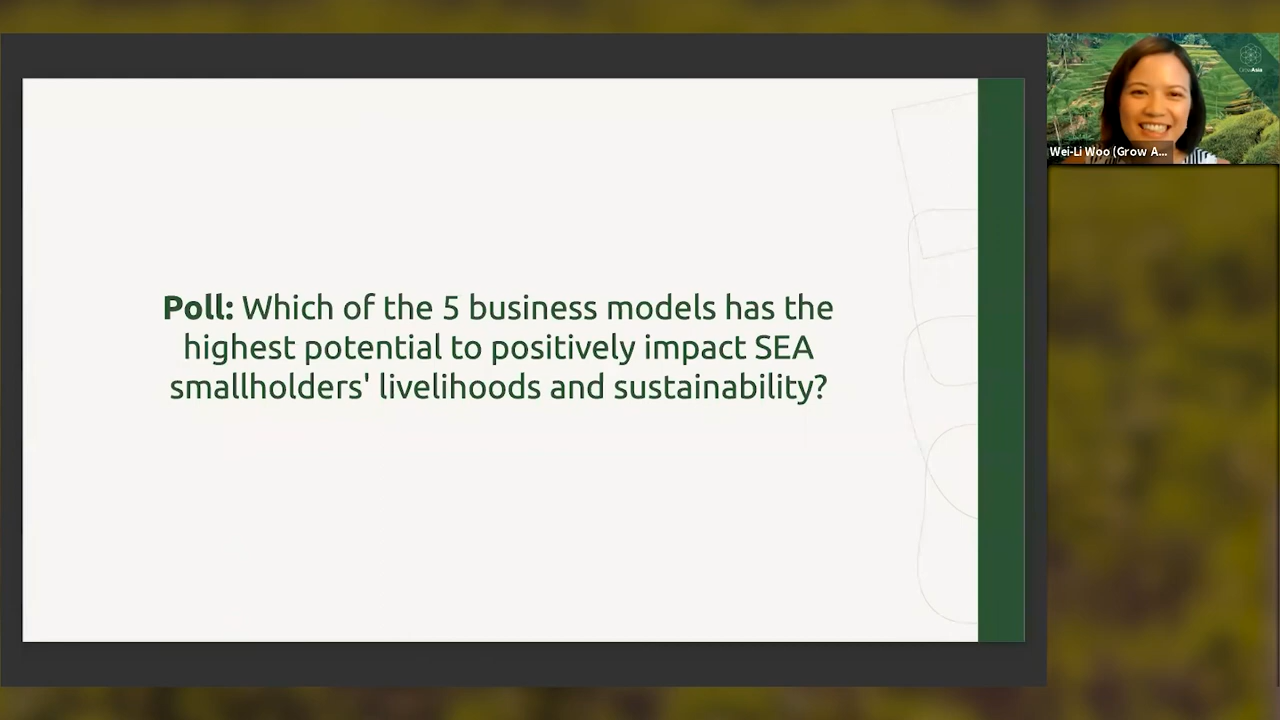 Poll: Which of the 5 business models has the
highest potential to positively impact SEA
smallholders' livelihoods and sustainability?
GrowAsia
Wei-Li Woo (Grow A...